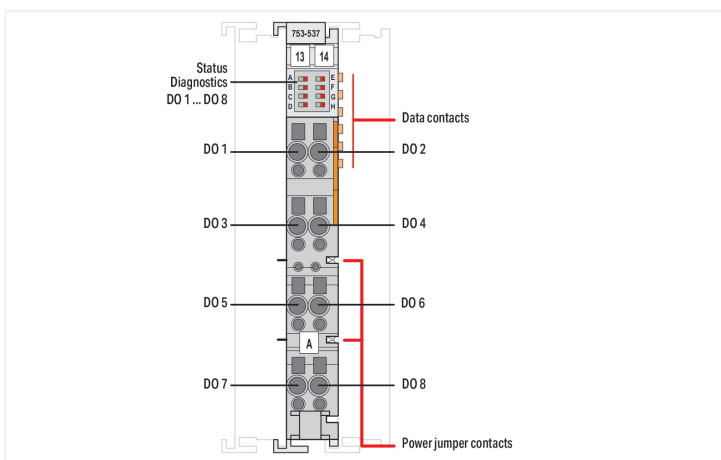 753-537
13 14
Status
Diagnostics
DO 1 ... DO 8
A
B
C
D
E
F
G
H
Data contacts
DO 1
DO 2
DO 3
DO 4
DO 5
DO 6
A
DO 7
DO 8
Power jumper contacts